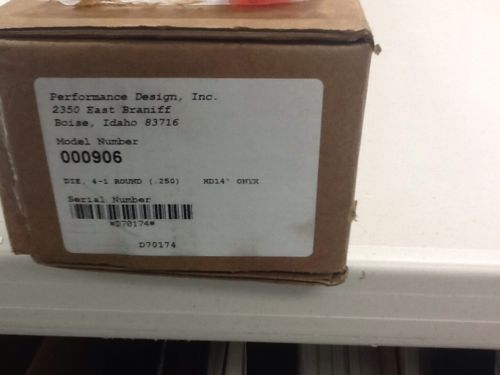 Performance Design, Inc.
2350 East Braniff
Boise, Idaho 83716
Model Number
000906
DIE, 4-1 ROUND (.250) HD14' ONYX
Serial Number
*D70174*
D70174